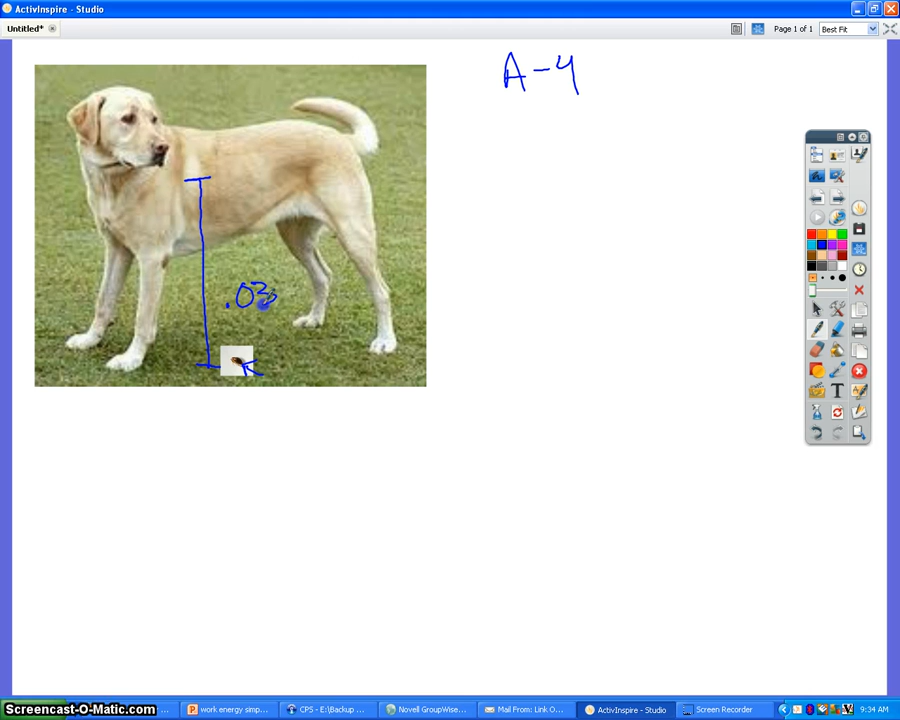 ActivInspire - Studio
Untitled*
Page 1 of 1
Best Fit
A-4
.03
T
Screencast-O-Matic.com
work energy simp...
CPS - E:\Backup ...
Novell GroupWise...
Mail From: Link O...
ActivInspire - Studio
Screen Recorder
9:34 AM